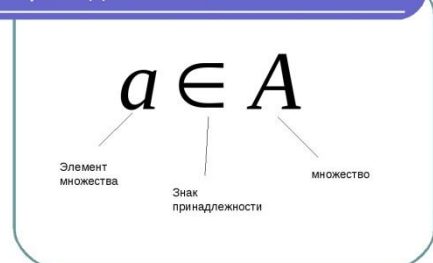 a ∈ A
Элемент
множества
Знак
принадлежности
множество